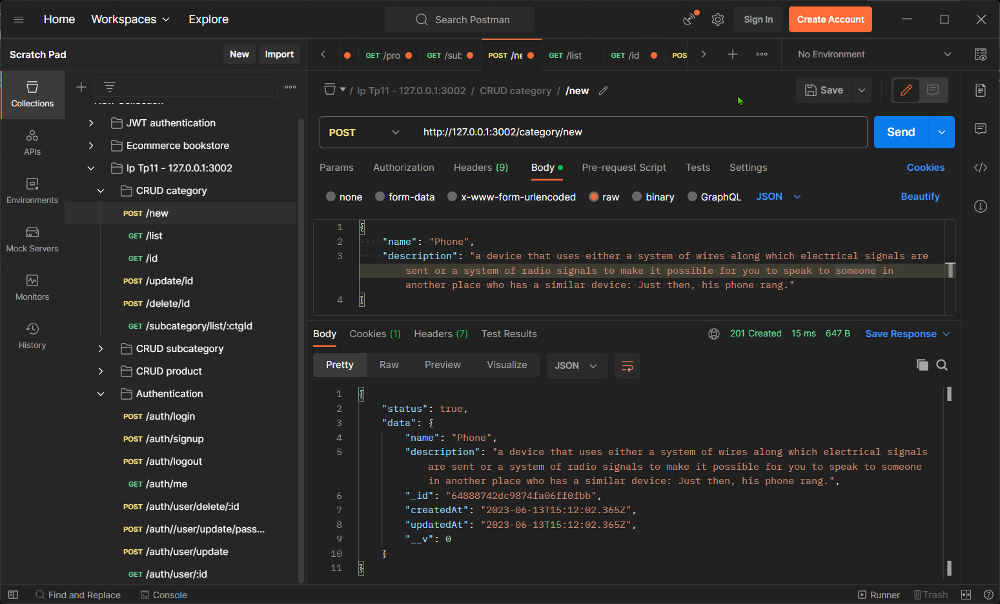 Home
Workspaces
Explore
Search Postman
Sign In
Create Account
Scratch Pad
New
Import
GET /pro
GET /sub
POST /ne
GET /list
GET /id
POS
No Environment
Collections
APIs
Environments
Mock Servers
Monitors
History
JWT authentication
Ecommerce bookstore
Ip Tp11 - 127.0.0.1:3002
CRUD category
POST /new
GET /list
GET /id
POST /update/id
POST /delete/id
GET /subcategory/list/:ctgId
CRUD subcategory
CRUD product
Authentication
POST /auth/login
POST /auth/signup
POST /auth/logout
GET /auth/me
POST /auth/user/delete/:id
POST /auth//user/update/pass...
POST /auth/user/update
GET /auth/user/:id
/ Ip Tp11 - 127.0.0.1:3002 / CRUD category / /new
Save
POST
http://127.0.0.1:3002/category/new
Send
Params
Authorization
Headers (9)
Body
Pre-request Script
Tests
Settings
Cookies
none
form-data
x-www-form-urlencoded
raw
binary
GraphQL
JSON
Beautify
1 {
2 "name": "Phone",
3 "description": "a device that uses either a system of wires along which electrical signals are
sent or a system of radio signals to make it possible for you to speak to someone in
another place who has a similar device: Just then, his phone rang."
4 }
Body
Cookies (1)
Headers (7)
Test Results
201 Created
15 ms
647 B
Save Response
Pretty
Raw
Preview
Visualize
JSON
1 {
2 "status": true,
3 "data": {
4 "name": "Phone",
5 "description": "a device that uses either a system of wires along which electrical signals
are sent or a system of radio signals to make it possible for you to speak to someone
in another place who has a similar device: Just then, his phone rang.",
6 "_id": "64888742dc9874fa06ff0fbb",
7 "createdAt": "2023-06-13T15:12:02.365Z",
8 "updatedAt": "2023-06-13T15:12:02.365Z",
9 "__v": 0
10 }
11 }
Find and Replace
Console
Runner
Trash